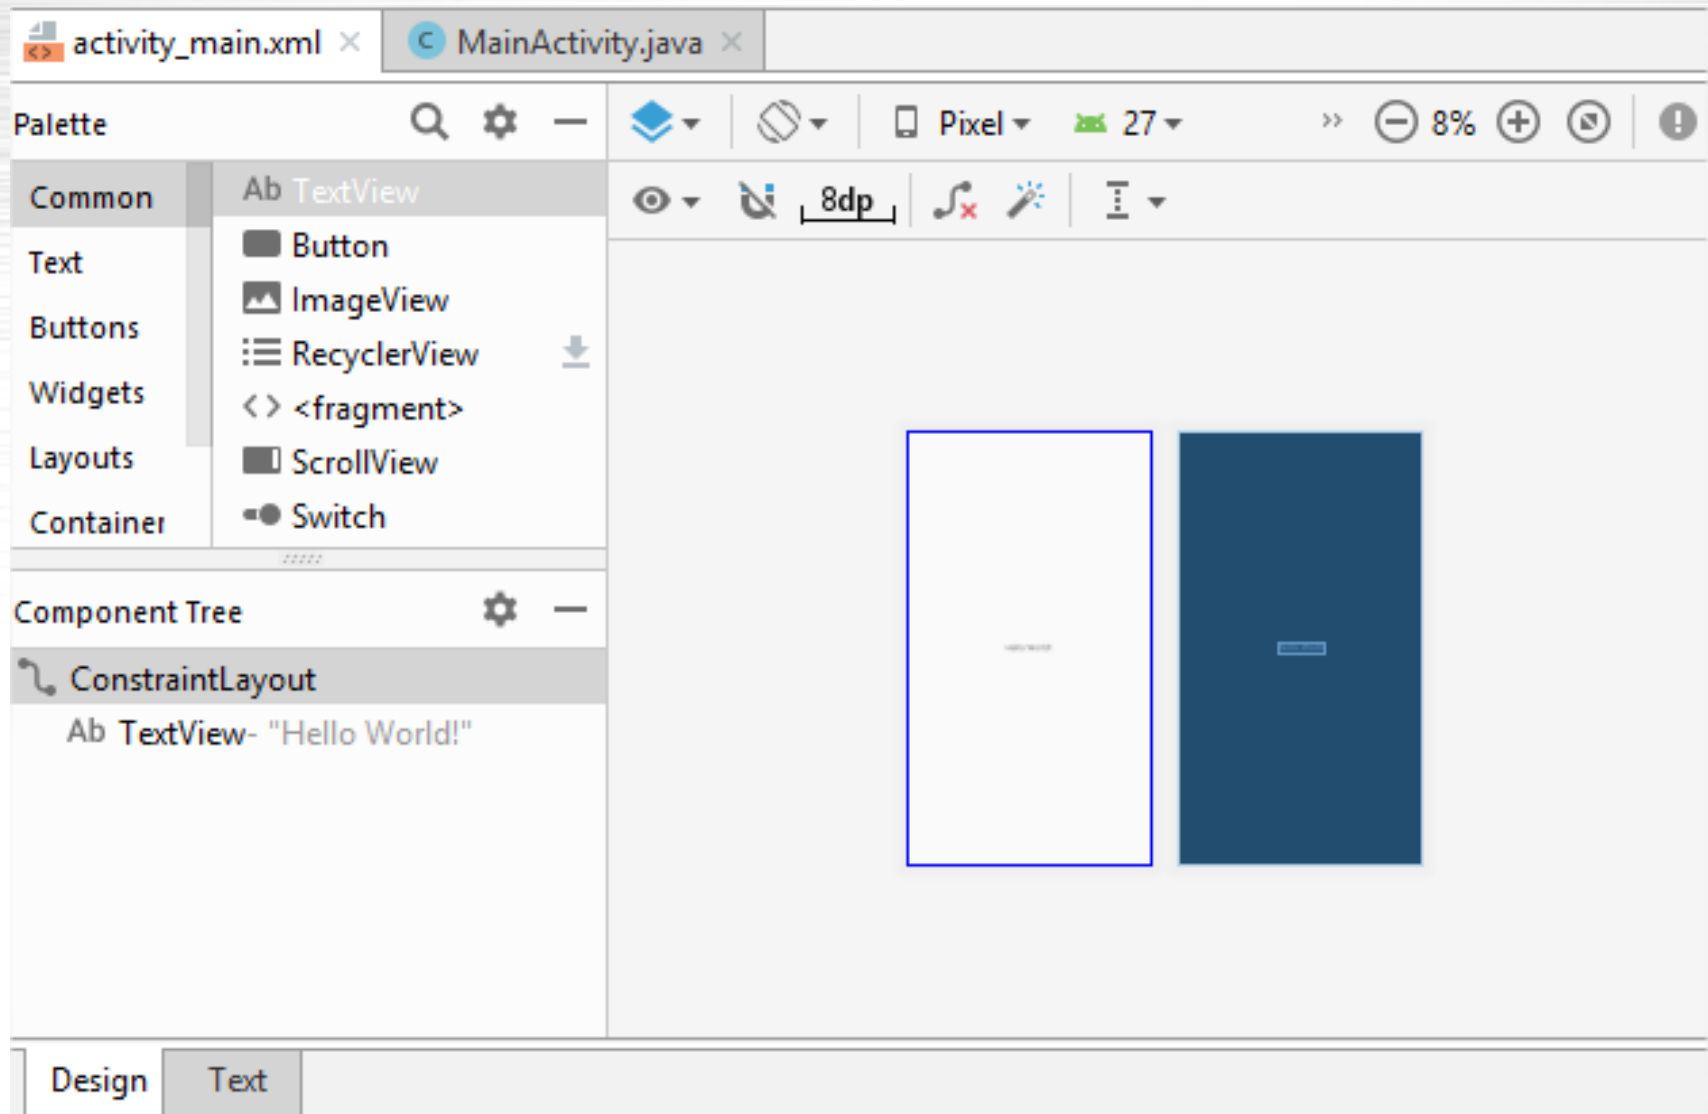 activity_main.xml
C MainActivity.java
Palette
Pixel 27 8%
Common
Text
Buttons
Widgets
Layouts
Container
Ab TextView
Button
ImageView
RecyclerView
<> <fragment>
ScrollView
Switch
8dp
Component Tree
ConstraintLayout
Ab TextView- "Hello World!"
Design Text